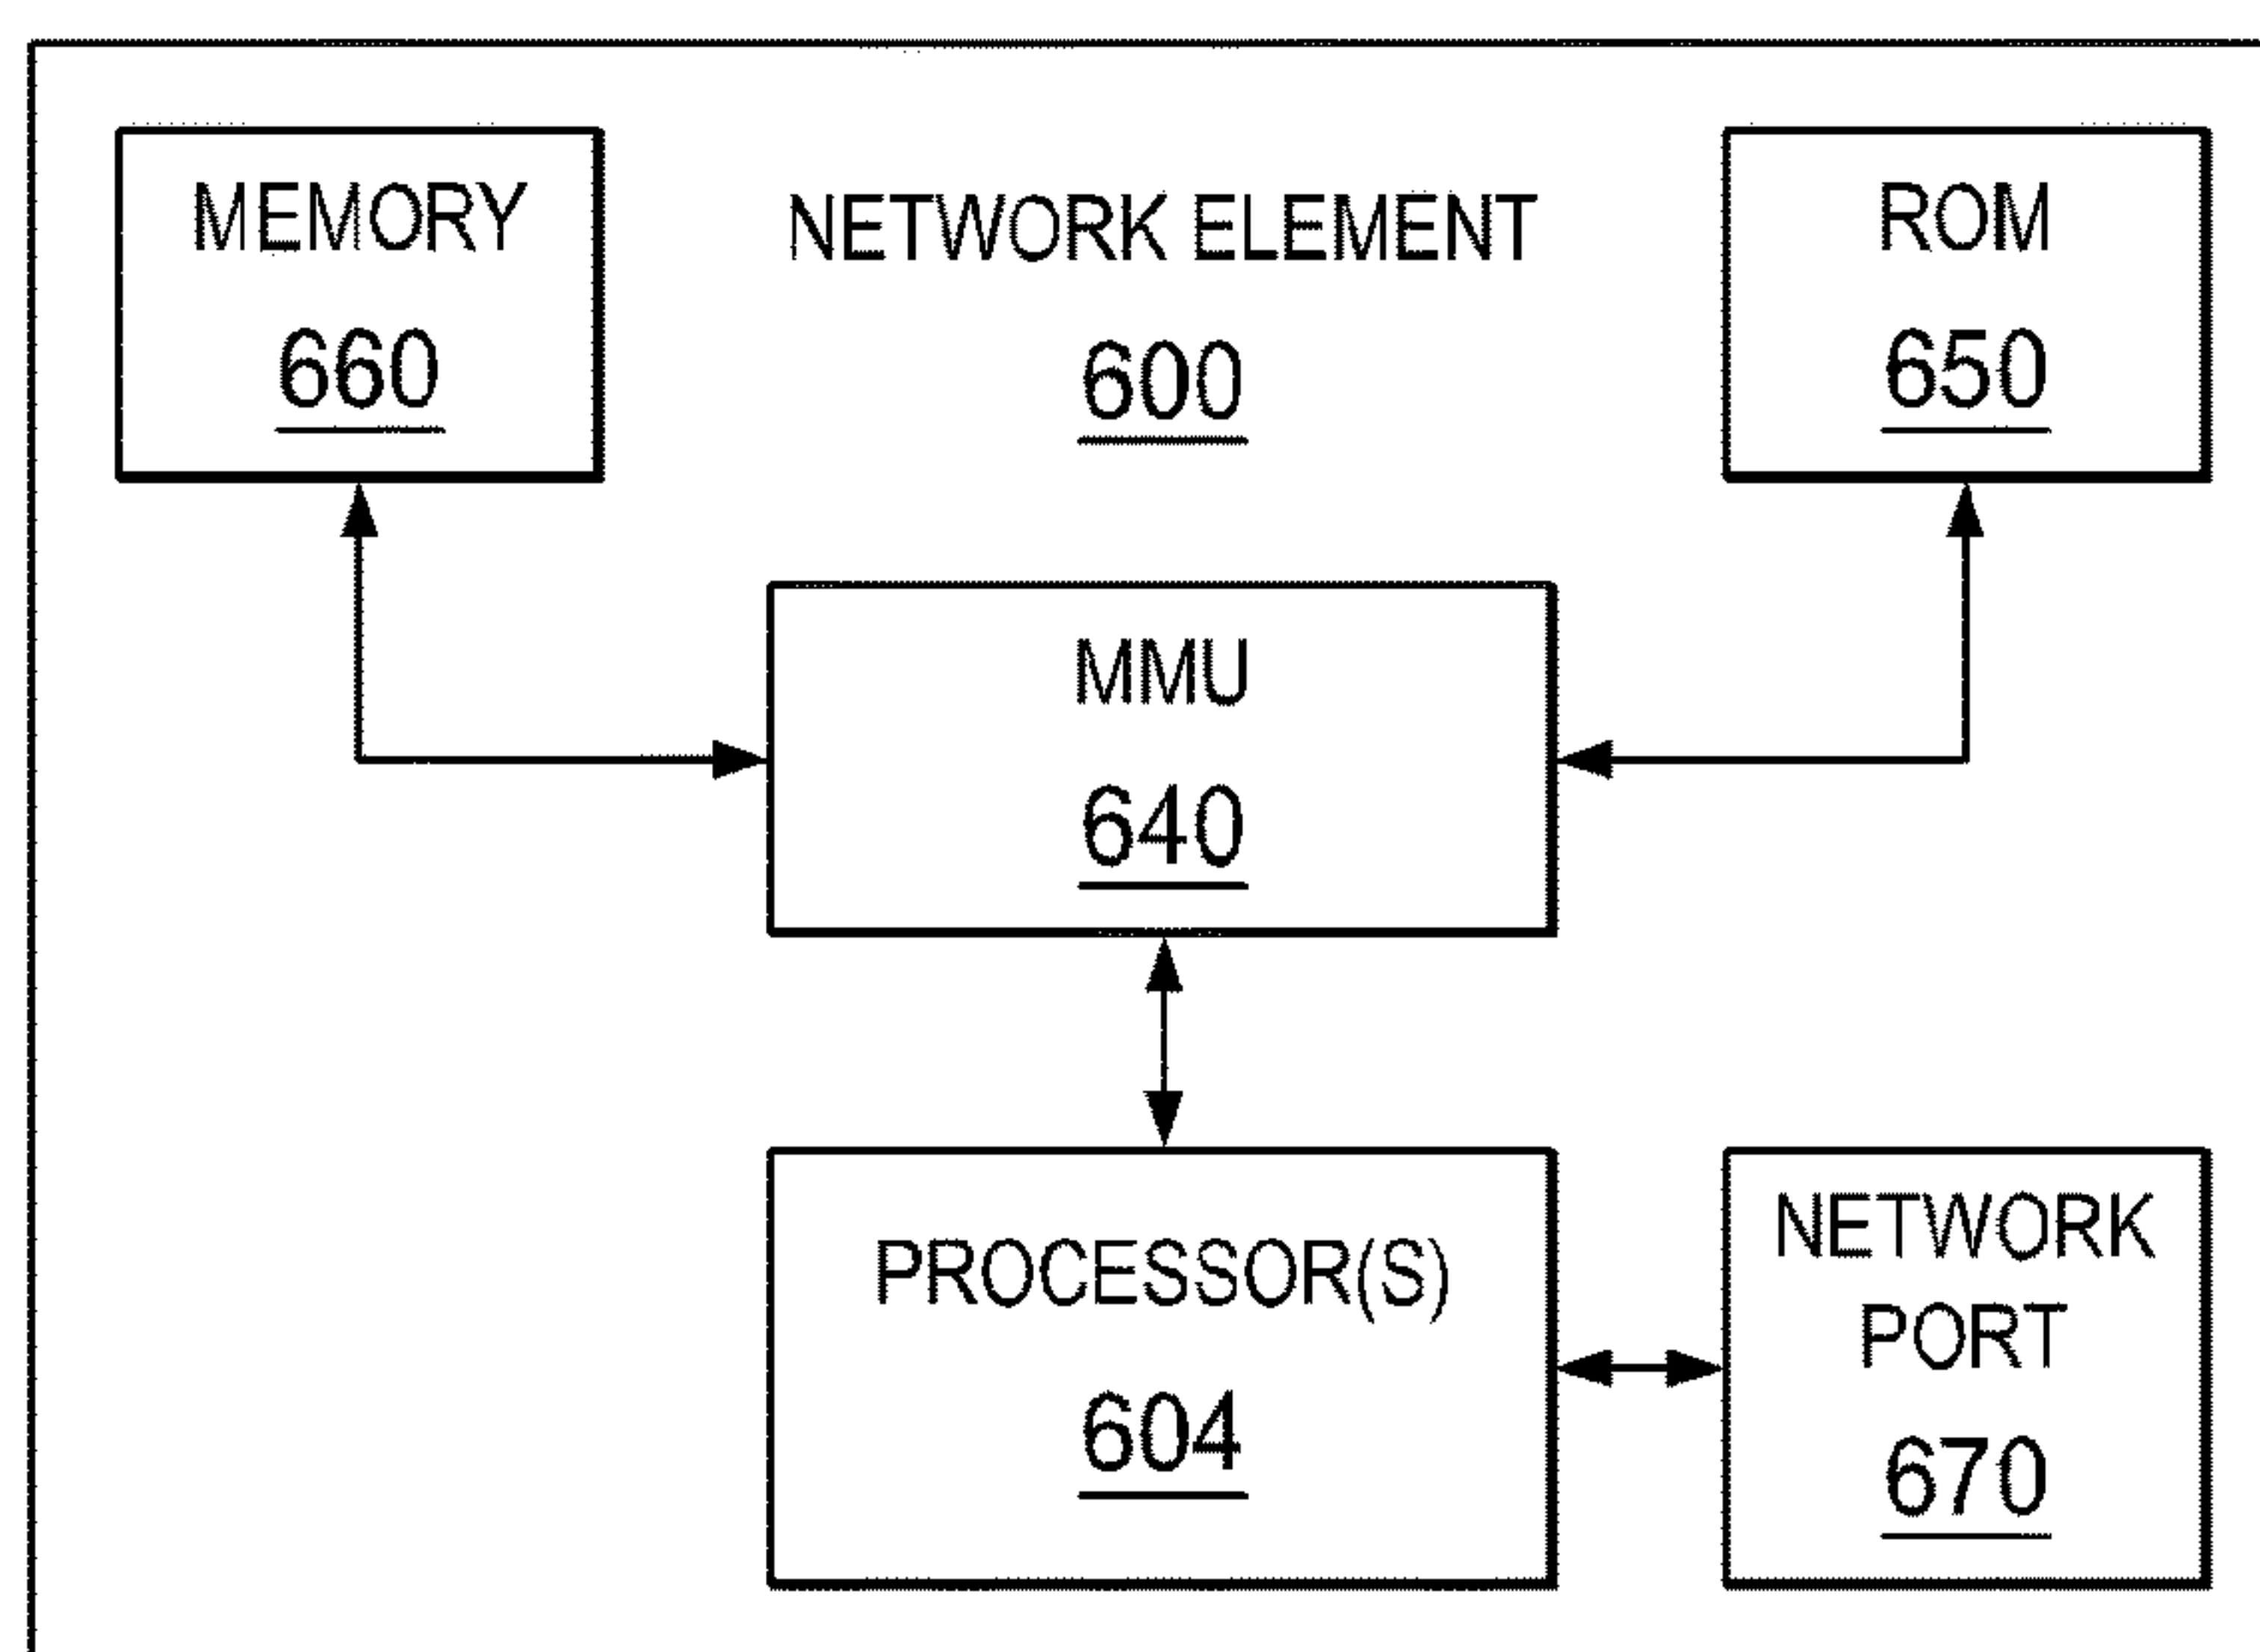 MEMORY
660
NETWORK ELEMENT
600
ROM
650
MMU
640
PROCESSOR(S)
604
NETWORK
PORT
670